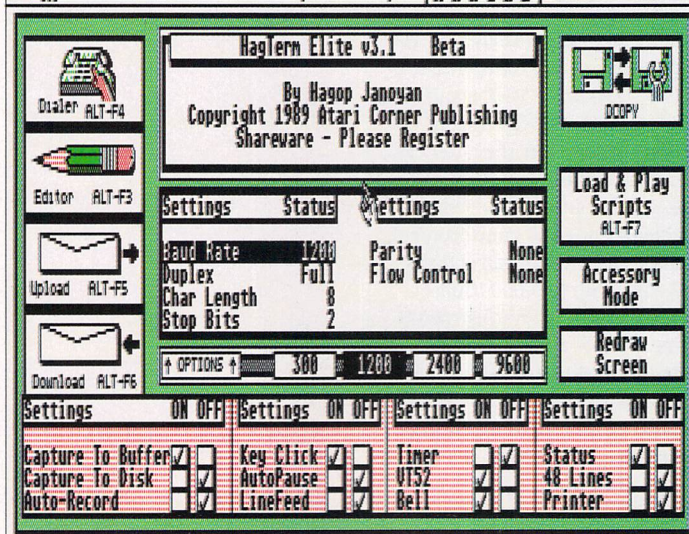 HagTerm Elite v3.1 Beta
By Hagop Janoyan
Copyright 1989 Atari Corner Publishing
Shareware - Please Register
Dialer ALT-F4
Editor ALT-F3
Upload ALT-F5
Download ALT-F6
DCOPY
Load & Play
Scripts
ALT-F7
Accessory
Mode
Redraw
Screen
Settings Status
Baud Rate 1200
Duplex Full
Char Length 8
Stop Bits 2
Settings Status
Parity None
Flow Control None
↑ OPTIONS ↑ 300 1200 2400 9600
Settings ON OFF
Capture To Buffer
Capture To Disk
Auto-Record
Settings ON OFF
Key Click
AutoPause
LineFeed
Settings ON OFF
Timer
VT52
Bell
Settings ON OFF
Status
48 Lines
Printer